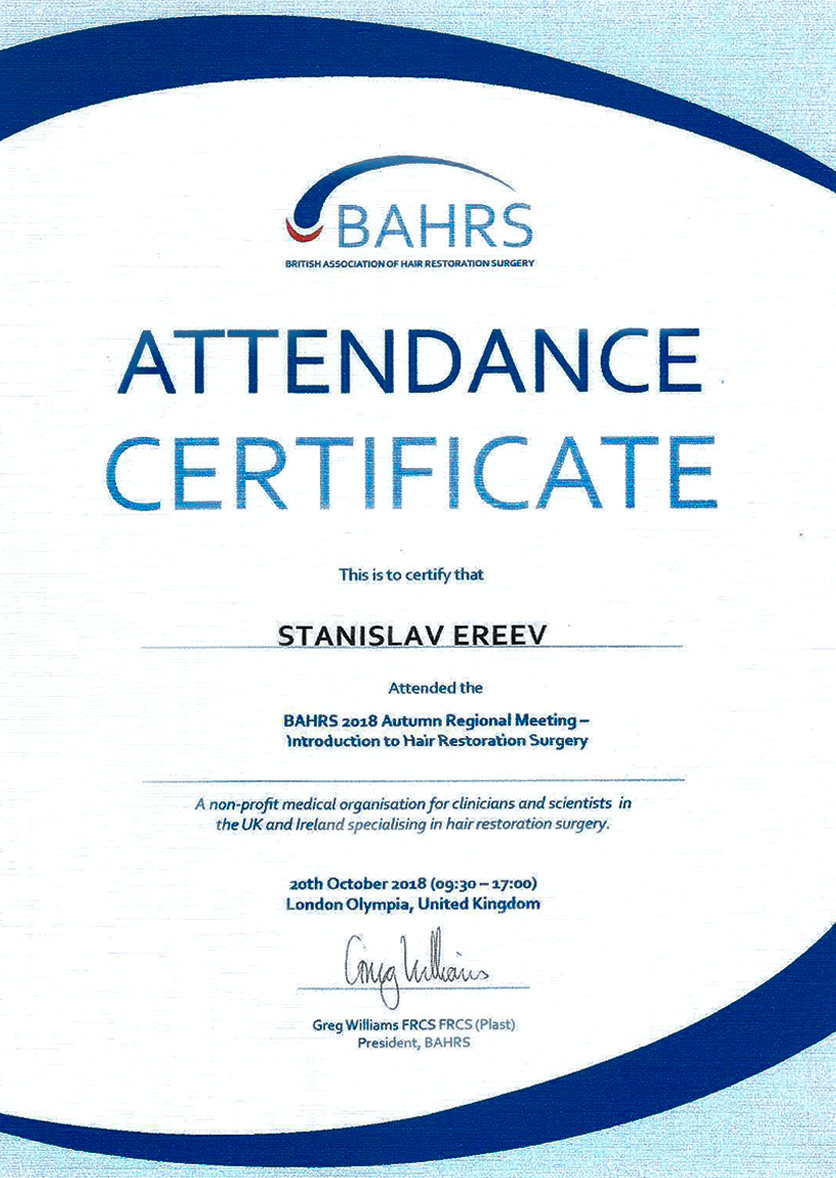 BAHRS
BRITISH ASSOCIATION OF HAIR RESTORATION SURGERY
ATTENDANCE
CERTIFICATE
This is to certify that
STANISLAV EREEV
Attended the
BAHRS 2018 Autumn Regional Meeting –
Introduction to Hair Restoration Surgery
A non-profit medical organisation for clinicians and scientists in
the UK and Ireland specialising in hair restoration surgery.
20th October 2018 (09:30 – 17:00)
London Olympia, United Kingdom
Greg Williams
Greg Williams FRCS FRCS (Plast)
President, BAHRS